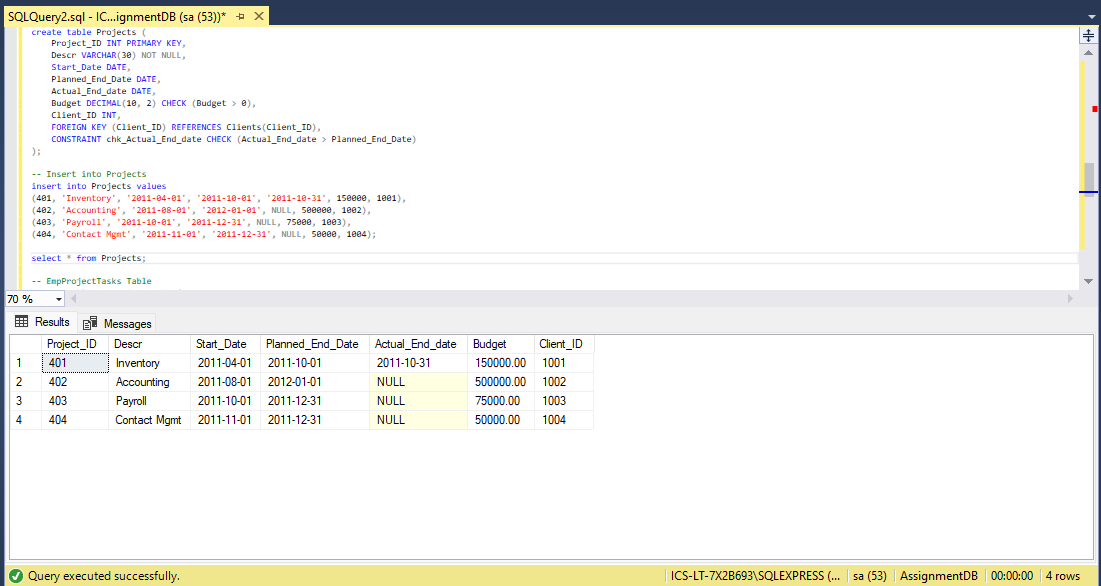 SQLQuery2.sql - IC...ignmentDB (sa (53))*
create table Projects (
Project_ID INT PRIMARY KEY,
Descr VARCHAR(30) NOT NULL,
Start_Date DATE,
Planned_End_Date DATE,
Actual_End_date DATE,
Budget DECIMAL(10, 2) CHECK (Budget > 0),
Client_ID INT,
FOREIGN KEY (Client_ID) REFERENCES Clients(Client_ID),
CONSTRAINT chk_Actual_End_date CHECK (Actual_End_date > Planned_End_Date)
);
-- Insert into Projects
insert into Projects values
(401, 'Inventory', '2011-04-01', '2011-10-01', '2011-10-31', 150000, 1001),
(402, 'Accounting', '2011-08-01', '2012-01-01', NULL, 500000, 1002),
(403, 'Payroll', '2011-10-01', '2011-12-31', NULL, 75000, 1003),
(404, 'Contact Mgmt', '2011-11-01', '2011-12-31', NULL, 50000, 1004);
select * from Projects;
-- EmpProjectTasks Table
70 %
Results Messages
Project_ID Descr Start_Date Planned_End_Date Actual_End_date Budget Client_ID
1 401 Inventory 2011-04-01 2011-10-01 2011-10-31 150000.00 1001
2 402 Accounting 2011-08-01 2012-01-01 NULL 500000.00 1002
3 403 Payroll 2011-10-01 2011-12-31 NULL 75000.00 1003
4 404 Contact Mgmt 2011-11-01 2011-12-31 NULL 50000.00 1004
Query executed successfully. ICS-LT-7X2B693\SQLEXPRESS (... sa (53) AssignmentDB 00:00:00 4 rows